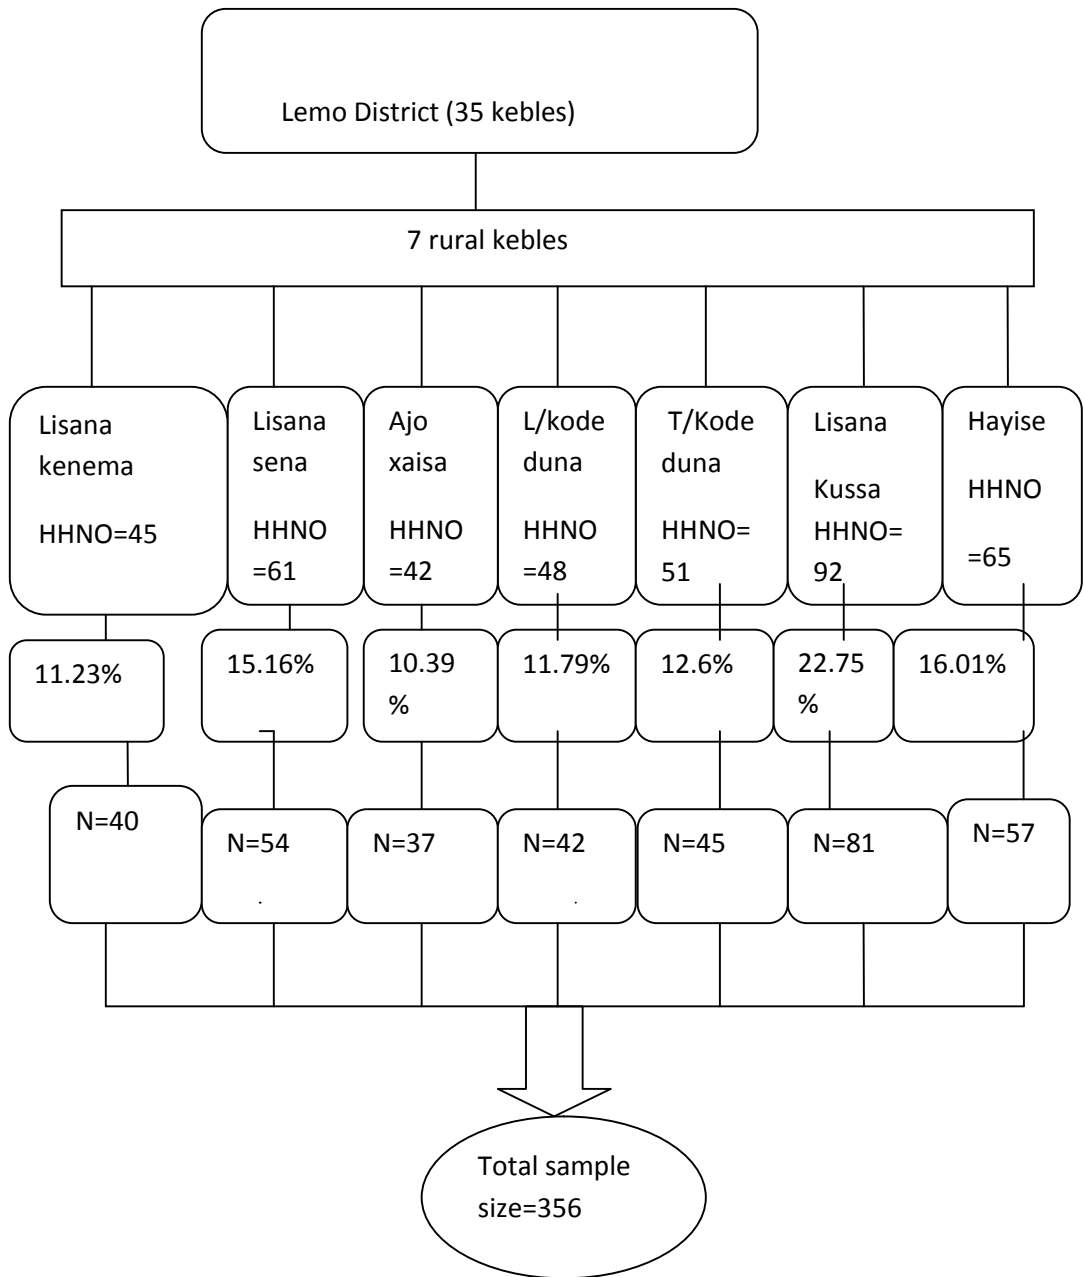 Lemo District (35 kebles)
7 rural kebles
Lisana
kenema
HHNO=45
Lisana
sena
HHNO
=61
Ajo
xaisa
HHNO
=42
L/kode
duna
HHNO
=48
T/Kode
duna
HHNO=
51
Lisana
Kussa
HHNO=
92
Hayise
HHNO
=65
11.23%
15.16%
10.39
%
11.79%
12.6%
22.75
%
16.01%
N=40
N=54
N=37
N=42
N=45
N=81
N=57
Total sample
size=356